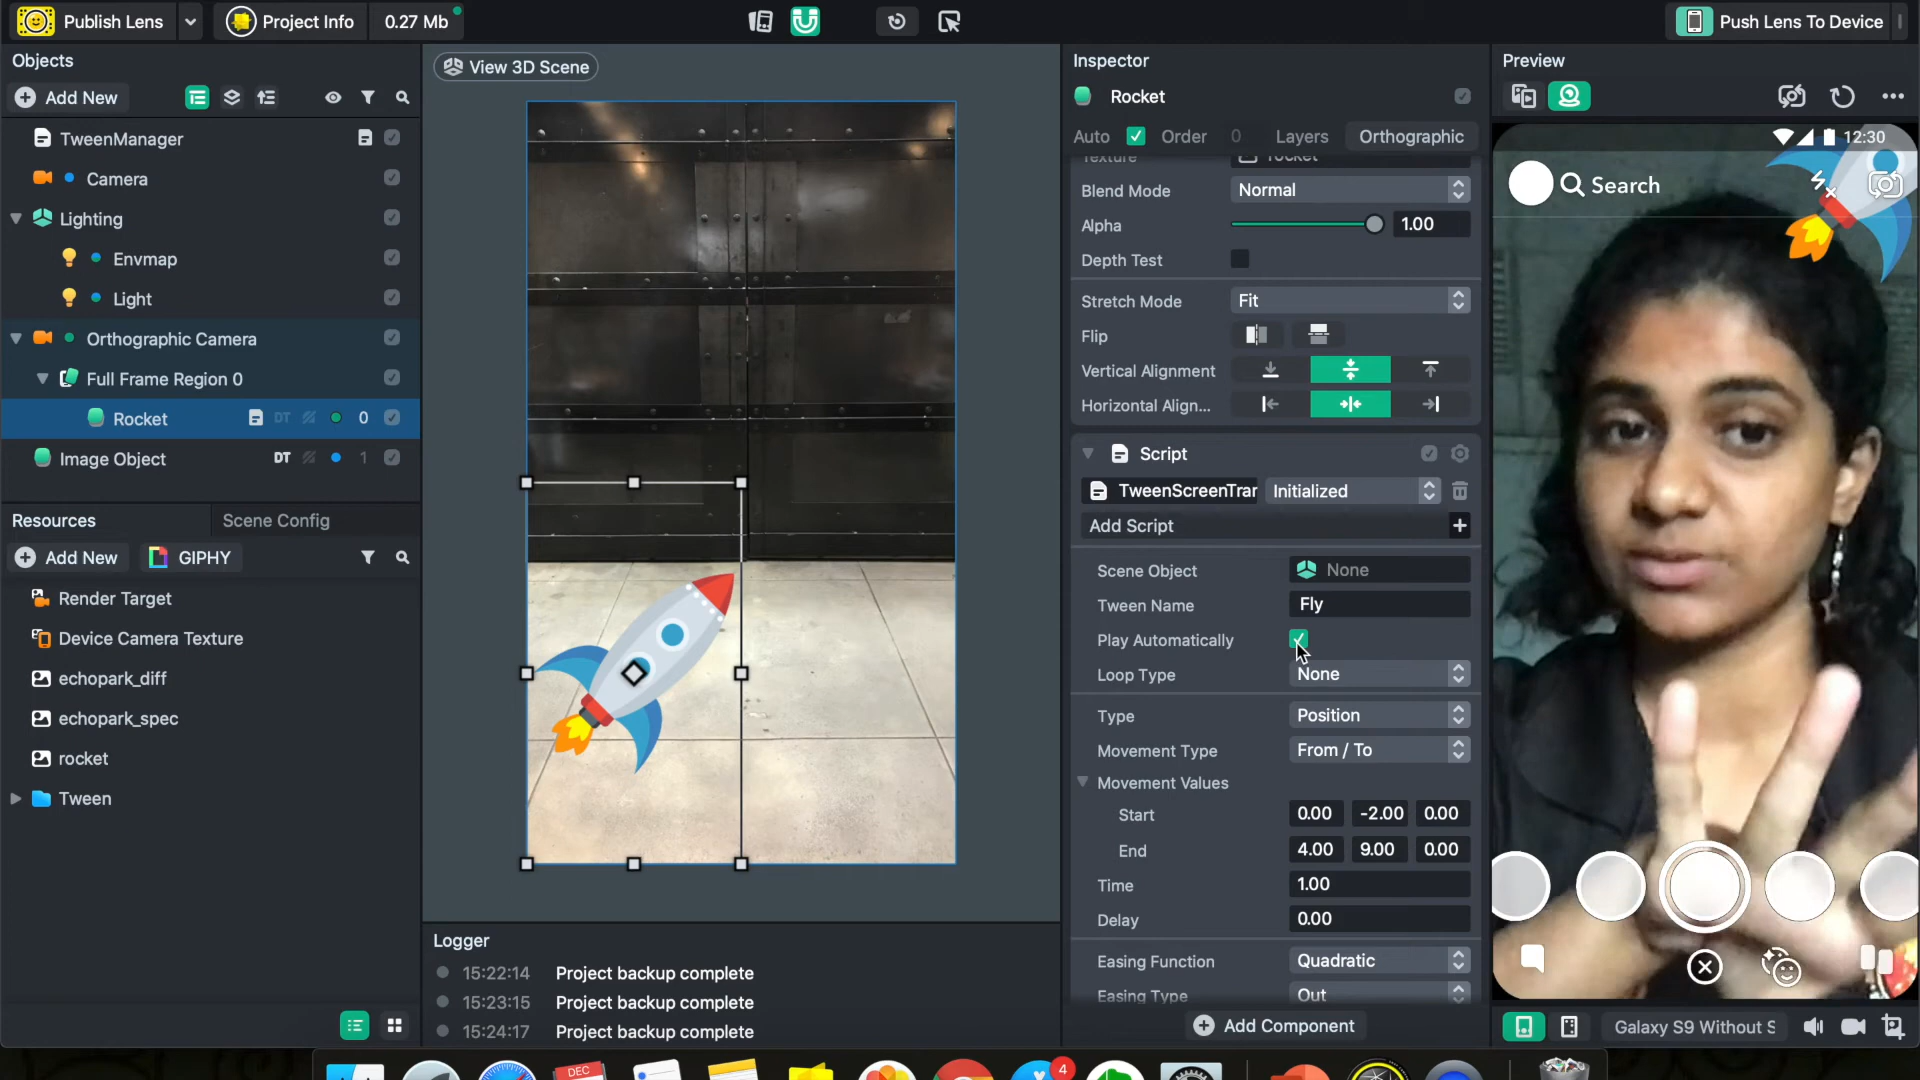 Publish Lens
Project Info
0.27 Mb
Push Lens To Device
Objects
Add New
TweenManager
Camera
Lighting
Envmap
Light
Orthographic Camera
Full Frame Region 0
Rocket
DT
0
Image Object
DT
1
Resources
Scene Config
Add New
GIPHY
Render Target
Device Camera Texture
echopark_diff
echopark_spec
rocket
Tween
View 3D Scene
Logger
15:22:14 Project backup complete
15:23:15 Project backup complete
15:24:17 Project backup complete
Inspector
Rocket
Auto
Order
0
Layers
Orthographic
Texture
rocket
Blend Mode
Normal
Alpha
1.00
Depth Test
Stretch Mode
Fit
Flip
Vertical Alignment
Horizontal Align...
Script
TweenScreenTrar
Initialized
Add Script
Scene Object
None
Tween Name
Fly
Play Automatically
Loop Type
None
Type
Position
Movement Type
From / To
Movement Values
Start
0.00 -2.00 0.00
End
4.00 9.00 0.00
Time
1.00
Delay
0.00
Easing Function
Quadratic
Easing Type
Out
Add Component
Preview
12:30
Search
Galaxy S9 Without S
DEC
4